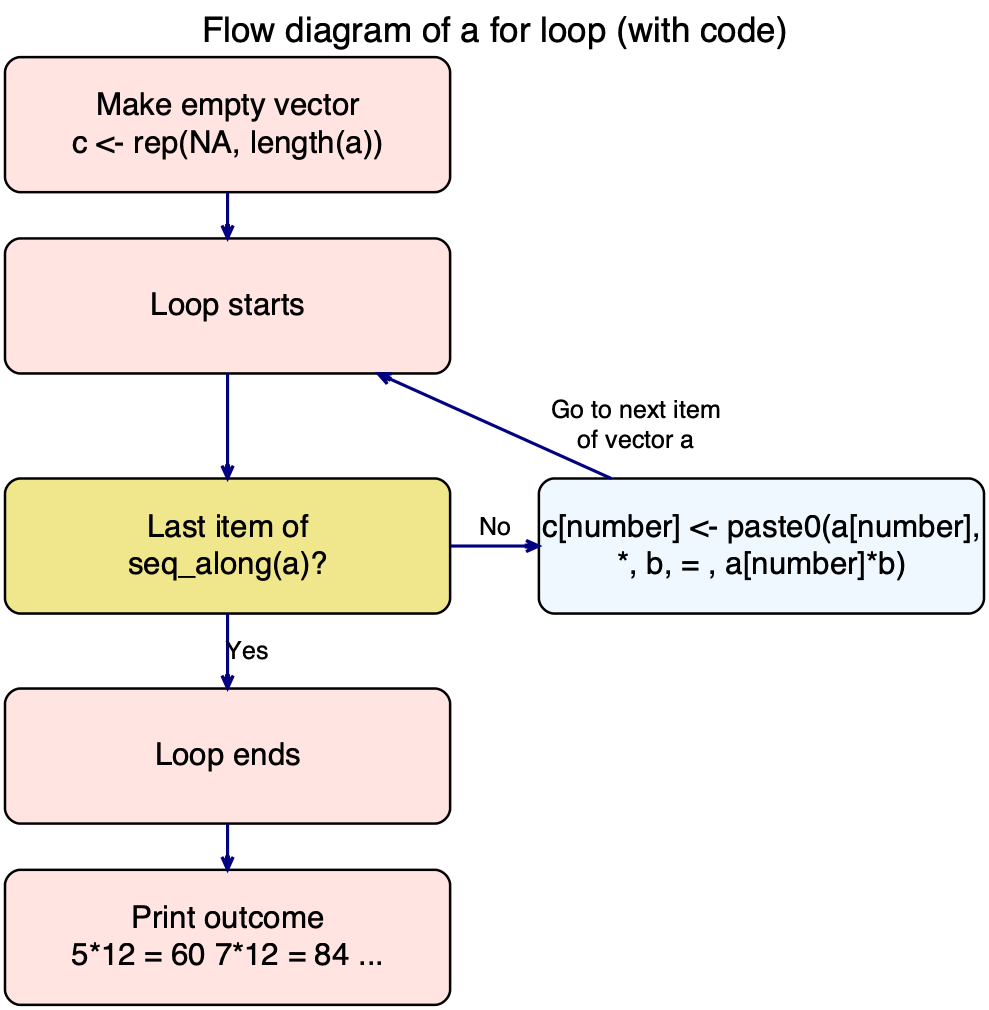 Flow diagram of a for loop (with code)
Make empty vector
c <- rep(NA, length(a))
Loop starts
Go to next item
of vector a
Last item of
seq_along(a)?
No
c[number] <- paste0(a[number],
*, b, = , a[number]*b)
Yes
Loop ends
Print outcome
5*12 = 60 7*12 = 84 ...